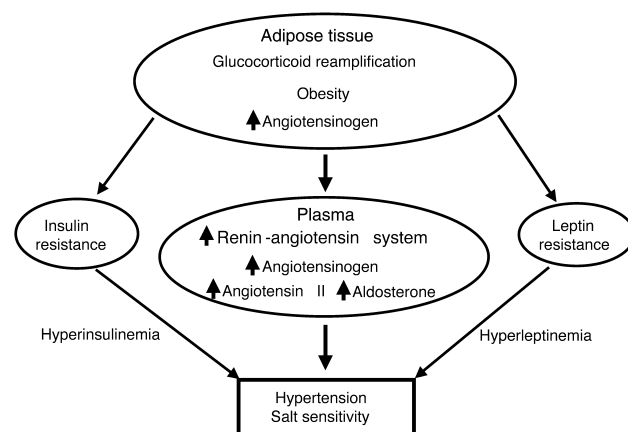 Adipose tissue
Glucocorticoid reamplification
Obesity
Angiotensinogen
Insulin
resistance
Plasma
Renin-angiotensin system
Angiotensinogen
Angiotensin II Aldosterone
Leptin
resistance
Hyperinsulinemia
Hyperleptinemia
Hypertension
Salt sensitivity